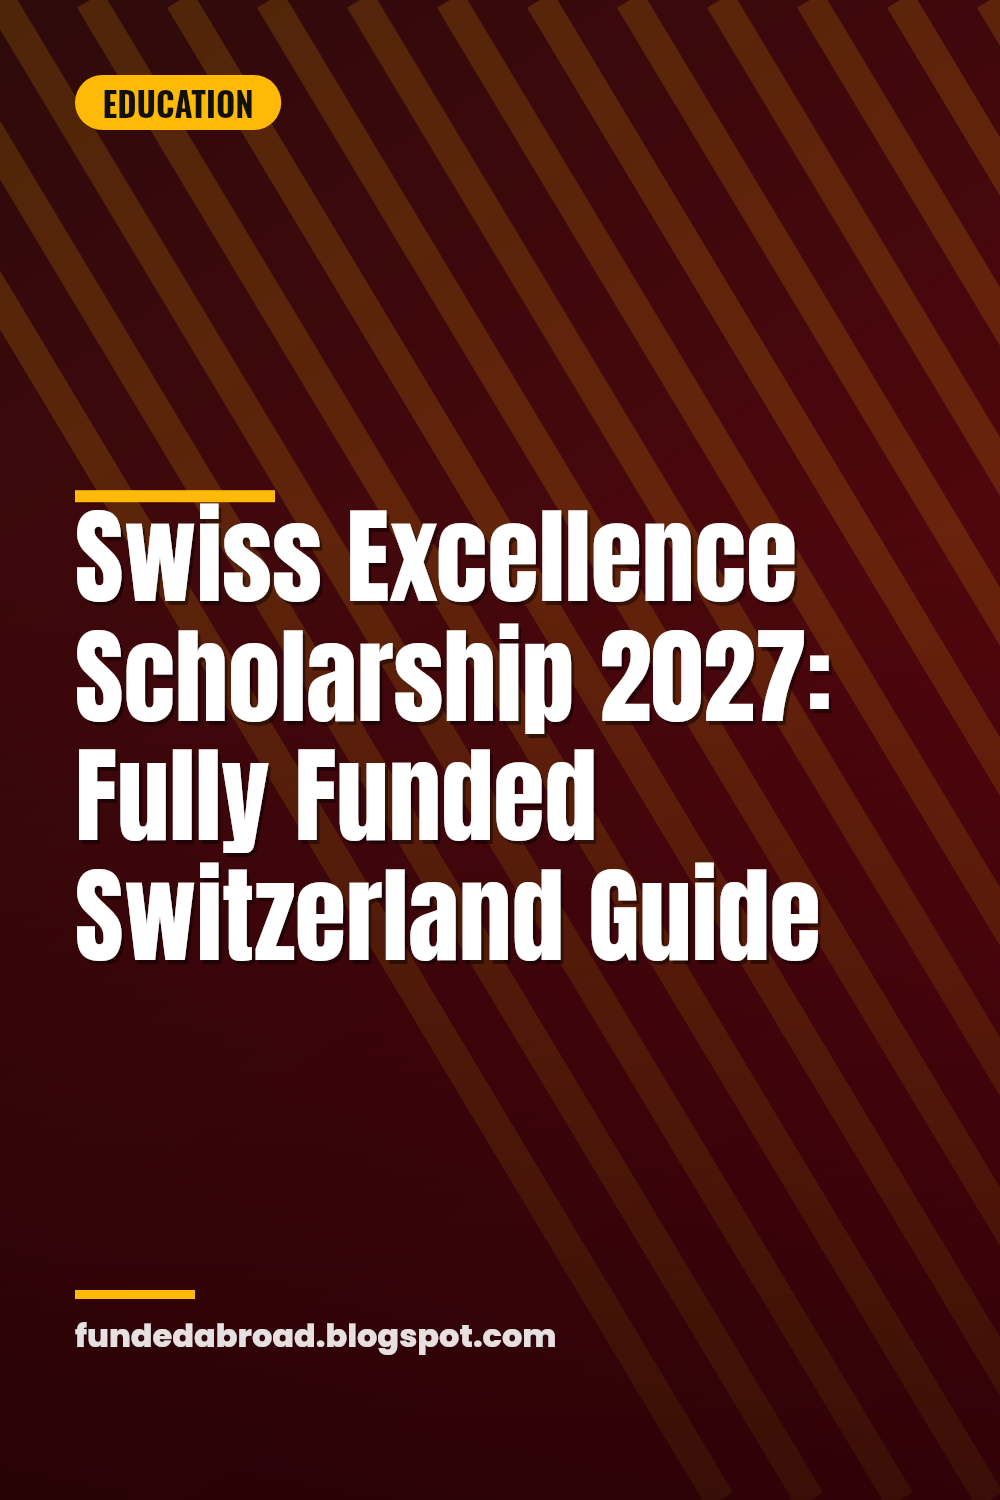 EDUCATION
Swiss Excellence
Scholarship 2027:
Fully Funded
Switzerland Guide
fundedabroad.blogspot.com